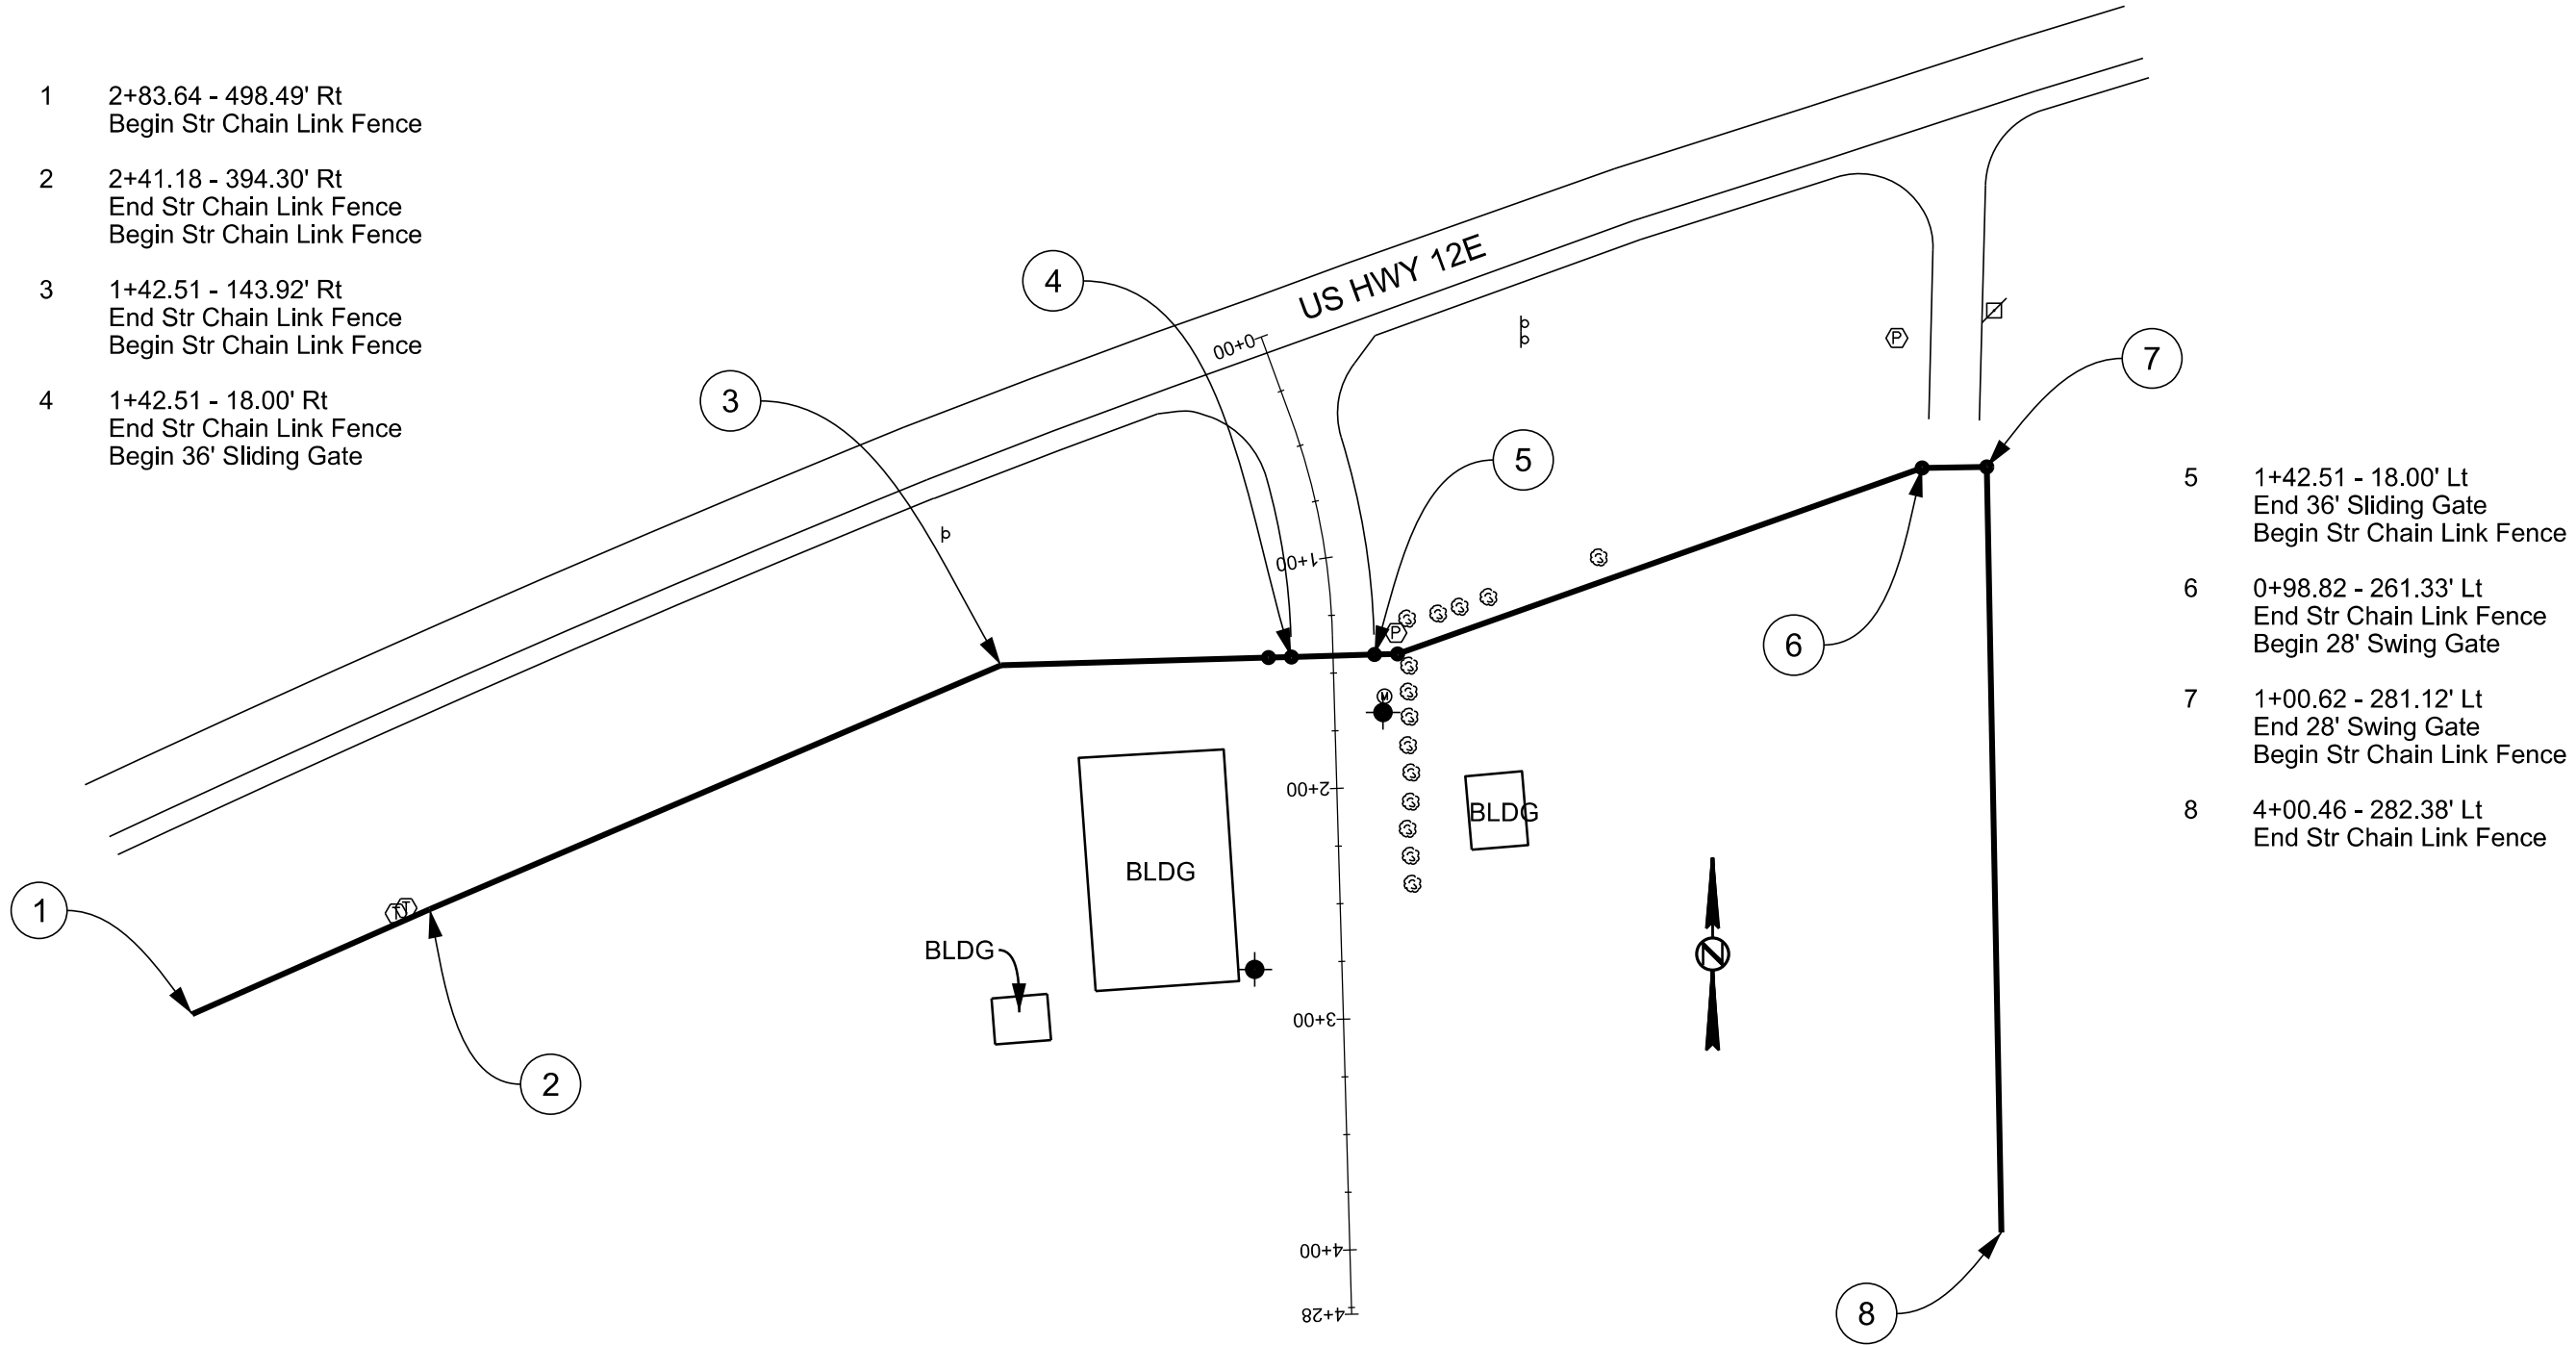 1 2+83.64 - 498.49' Rt
Begin Str Chain Link Fence
2 2+41.18 - 394.30' Rt
End Str Chain Link Fence
Begin Str Chain Link Fence
3 1+42.51 - 143.92' Rt
End Str Chain Link Fence
Begin Str Chain Link Fence
4 1+42.51 - 18.00' Rt
End Str Chain Link Fence
Begin 36' Sliding Gate
US HWY 12E
4
3
5
7
6
1
2
8
P
P
M
T
T
0+00
1+00
2+00
3+00
4+00
4+28
BLDG
BLDG
BLDG
N
5 1+42.51 - 18.00' Lt
End 36' Sliding Gate
Begin Str Chain Link Fence
6 0+98.82 - 261.33' Lt
End Str Chain Link Fence
Begin 28' Swing Gate
7 1+00.62 - 281.12' Lt
End 28' Swing Gate
Begin Str Chain Link Fence
8 4+00.46 - 282.38' Lt
End Str Chain Link Fence